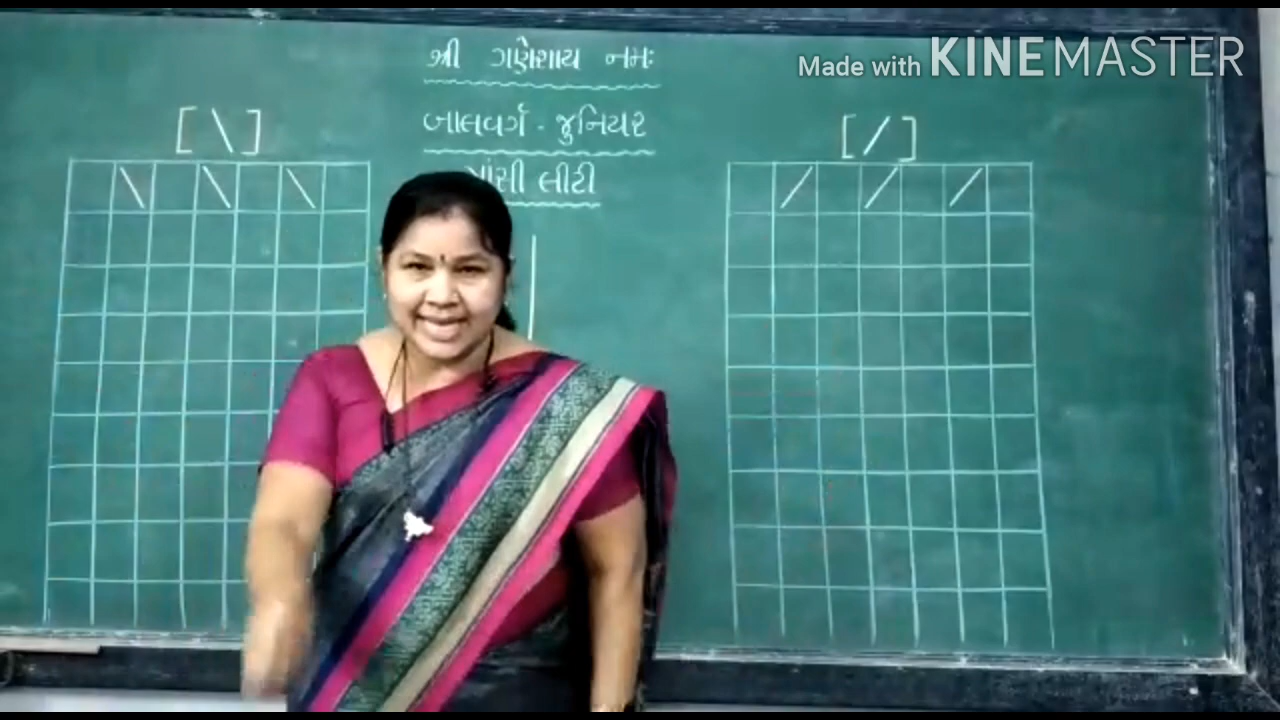 Made with KINEMASTER
શ્રી ગણેશાય નમઃ
બાલવર્ગ - જુનિયર
લીટી
[\]
[/]
\ \ \
/ / /